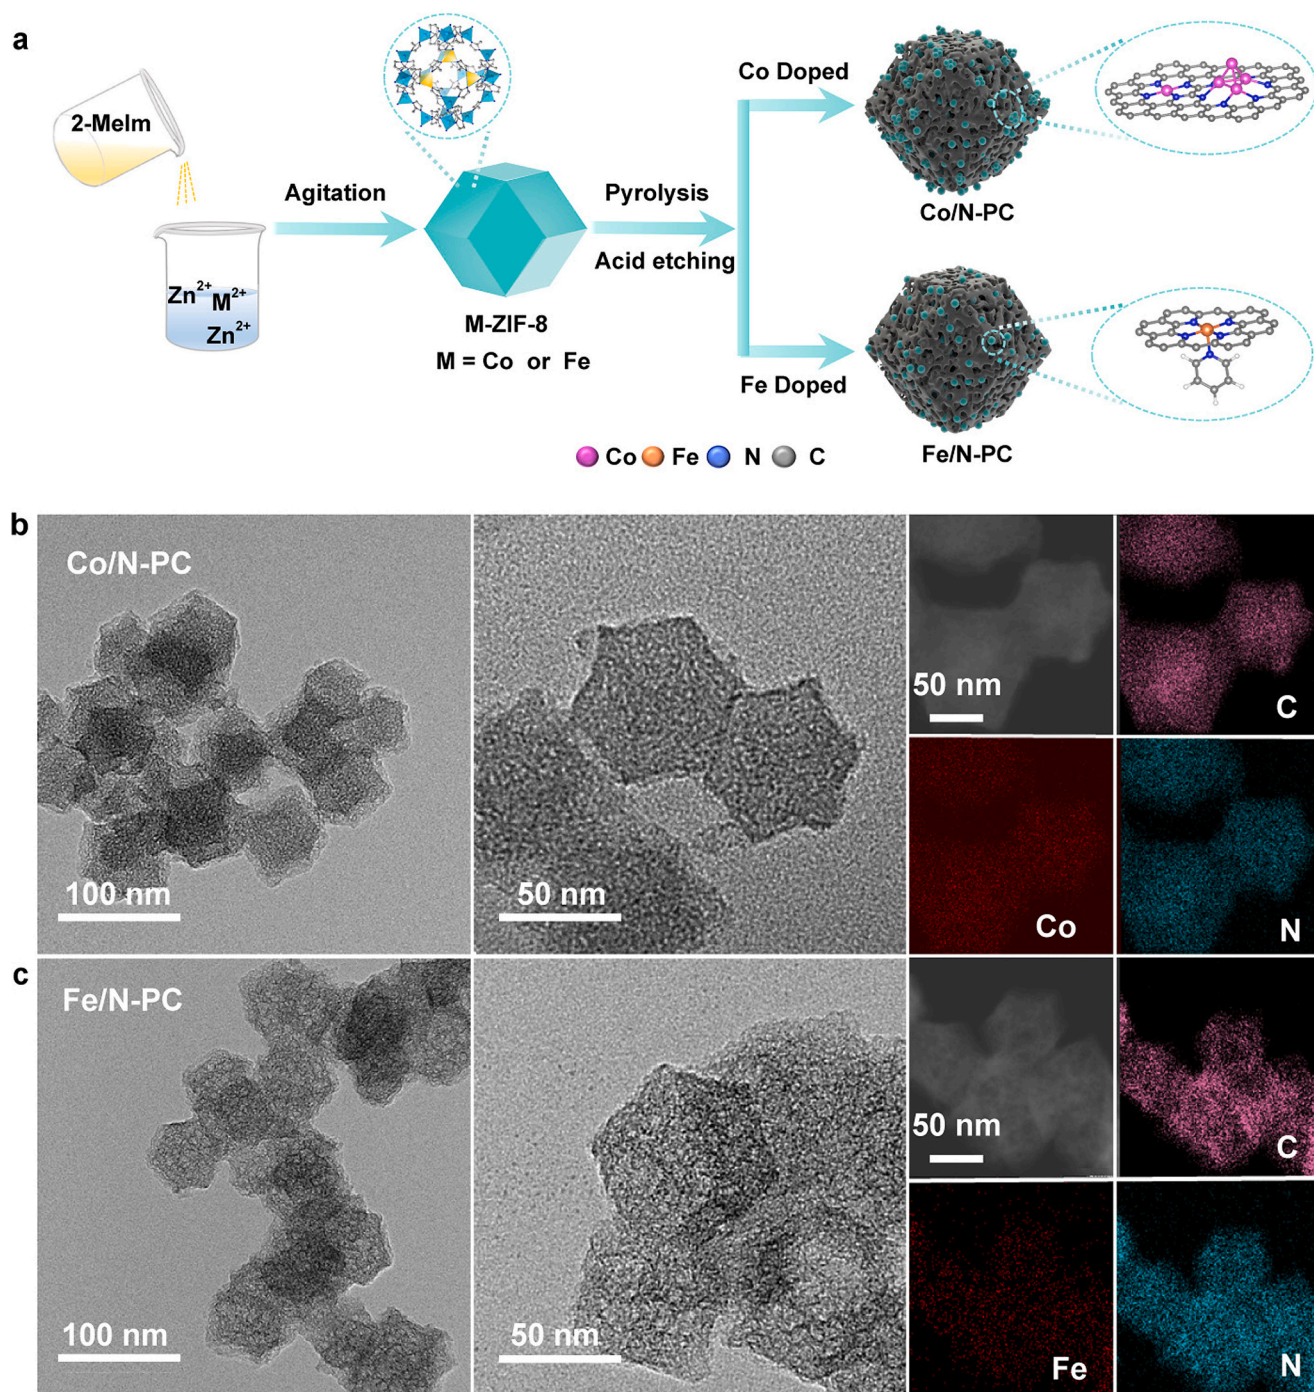 a
2-MeIm
Zn2+ M2+
Zn2+
Agitation
M-ZIF-8
M = Co or Fe
Pyrolysis
Acid etching
Co Doped
Co/N-PC
Fe Doped
Fe/N-PC
Co Fe N C
b
Co/N-PC
100 nm
50 nm
50 nm
C
Co
N
c
Fe/N-PC
100 nm
50 nm
50 nm
C
Fe
N